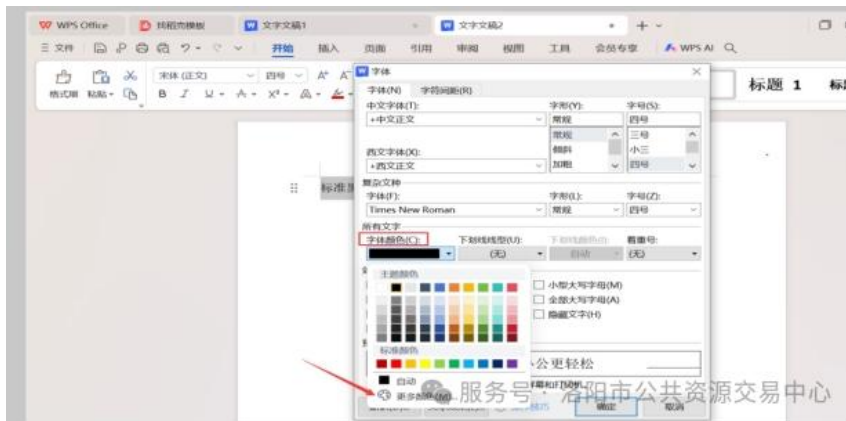 WPS Office 找稻壳模板 文字文稿1 文字文稿2
文件 开始 插入 页面 引用 审阅 视图 工具 会员专享 WPS AI
格式刷 粘贴 宋体 (正文) 四号 标题 1
字体
字体(N) 字符间距(R)
中文字体(T): 字形(Y): 字号(S):
+中文正文 常规 四号
常规 三号
倾斜 小三
西文字体(X): 加粗 四号
+西文正文
复杂文种
字体(F): 字形(L): 字号(Z):
Times New Roman 常规 四号
标准
所有文字
字体颜色(C): 下划线线型(U): 着重号:
(无) 自动 (无)
主题颜色
小型大写字母(M)
全部大写字母(A)
隐藏文字(H)
标准颜色
公更轻松
自动
更多颜色(M)...
服务号 · 洛阳市公共资源交易中心
确定 取消